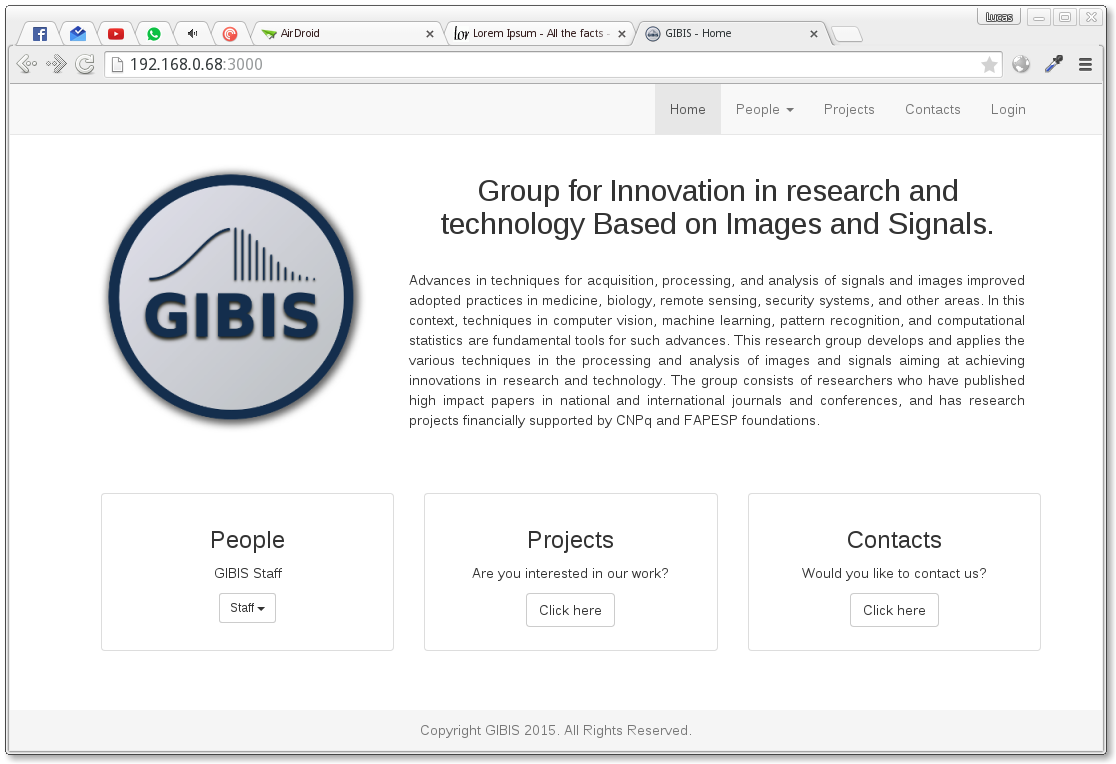 Lucas
AirDroid
lor Lorem Ipsum - All the facts -
GIBIS - Home
192.168.0.68:3000
Home People Projects Contacts Login
GIBIS
Group for Innovation in research and
technology Based on Images and Signals.
Advances in techniques for acquisition, processing, and analysis of signals and images improved
adopted practices in medicine, biology, remote sensing, security systems, and other areas. In this
context, techniques in computer vision, machine learning, pattern recognition, and computational
statistics are fundamental tools for such advances. This research group develops and applies the
various techniques in the processing and analysis of images and signals aiming at achieving
innovations in research and technology. The group consists of researchers who have published
high impact papers in national and international journals and conferences, and has research
projects financially supported by CNPq and FAPESP foundations.
People
GIBIS Staff
Staff
Projects
Are you interested in our work?
Click here
Contacts
Would you like to contact us?
Click here
Copyright GIBIS 2015. All Rights Reserved.